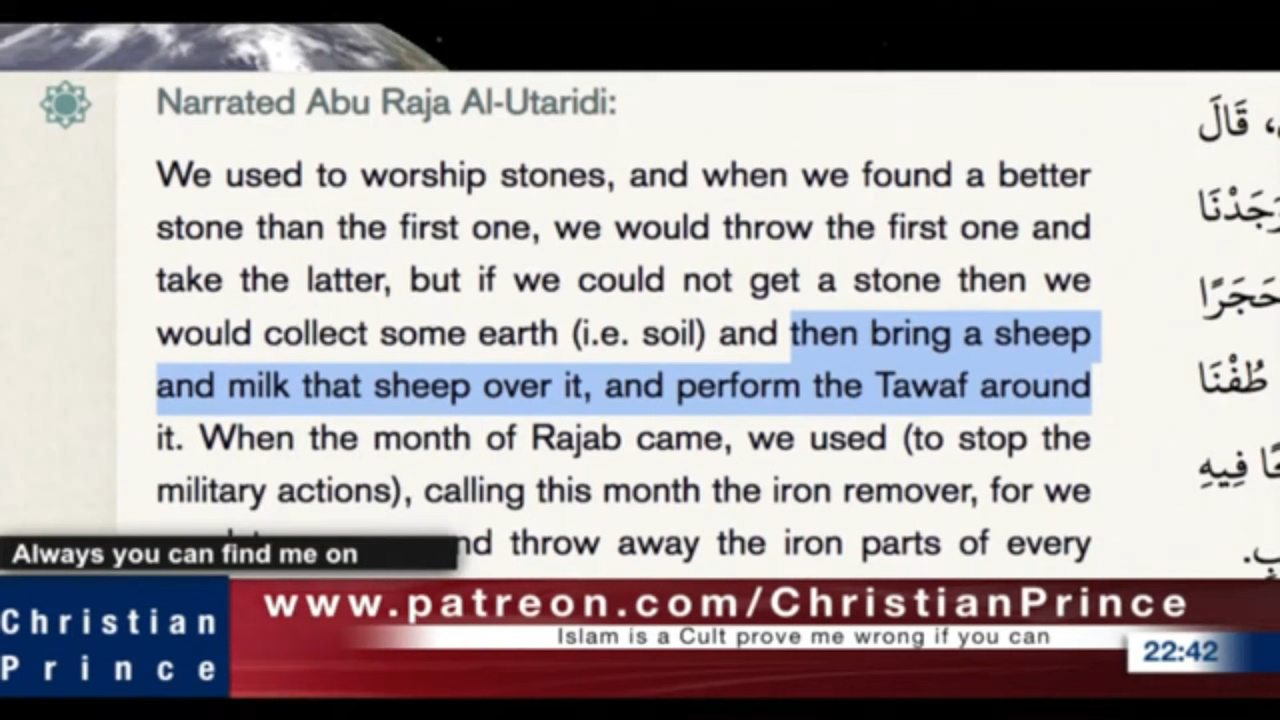 Narrated Abu Raja Al-Utaridi:
قَالَ
We used to worship stones, and when we found a better
stone than the first one, we would throw the first one and
take the latter, but if we could not get a stone then we
حَجَرًا
would collect some earth (i.e. soil) and then bring a sheep
and milk that sheep over it, and perform the Tawaf around
طُفْنَا
it. When the month of Rajab came, we used (to stop the
فِيهِ
military actions), calling this month the iron remover, for we
throw away the iron parts of every
Always you can find me on
Christian
Prince
www.patreon.com/ChristianPrince
Islam is a Cult prove me wrong if you can
22:42